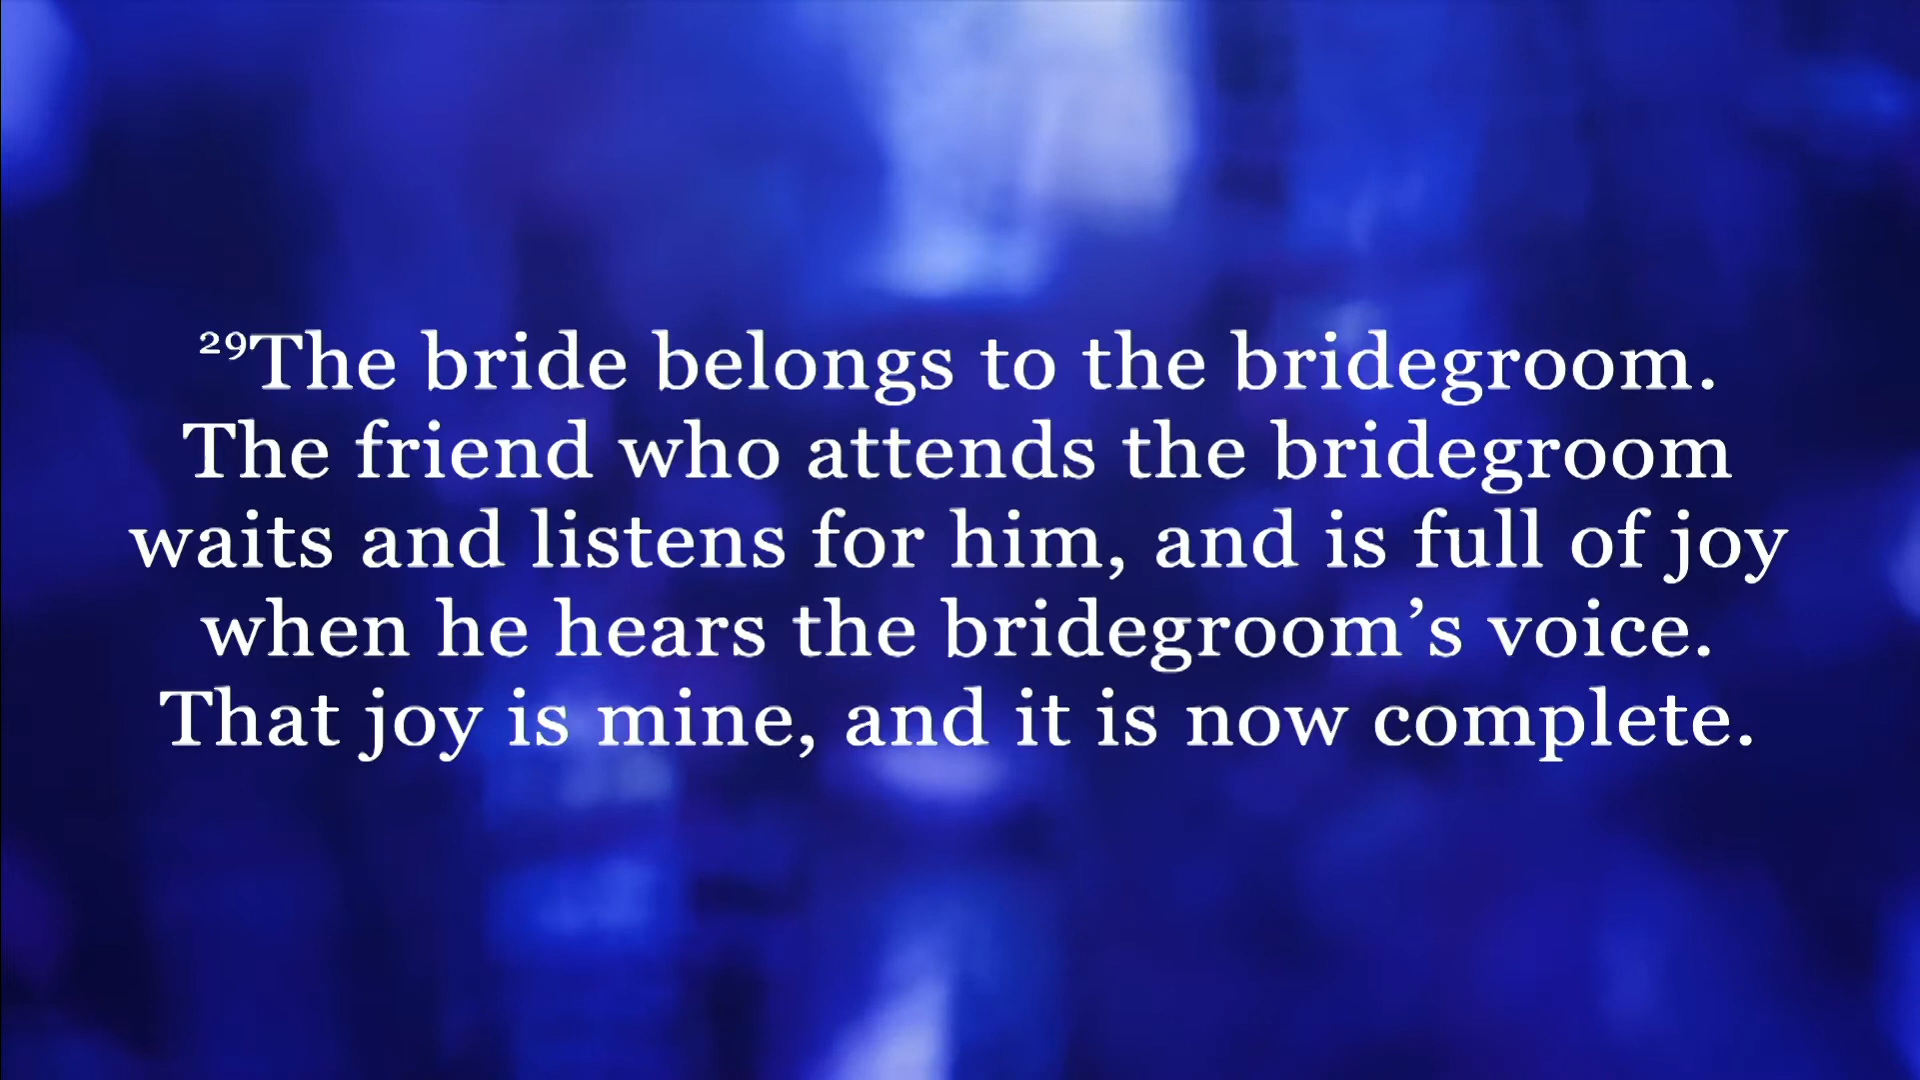 ²⁹The bride belongs to the bridegroom.
The friend who attends the bridegroom
waits and listens for him, and is full of joy
when he hears the bridegroom’s voice.
That joy is mine, and it is now complete.